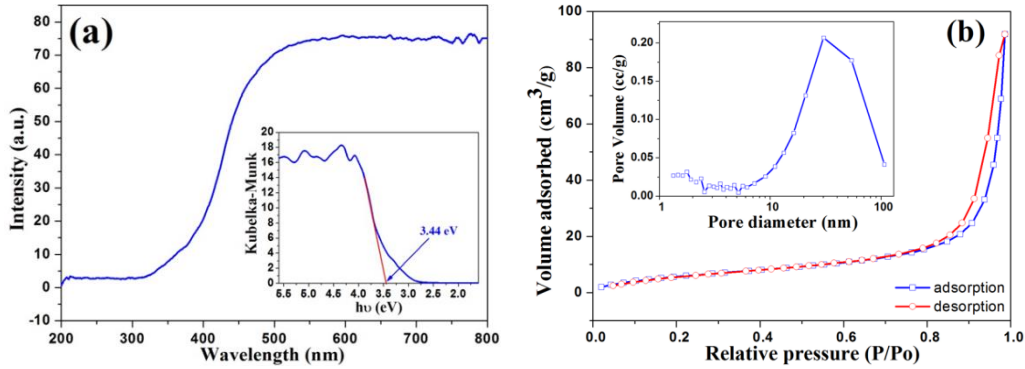 (a)
Intensity (a.u.)
85
80
70
60
50
40
30
20
10
0
-10
200 300 400 500 600 700 800
Wavelength (nm)
Kubelka-Munk
20
18
16
14
12
10
8
6
4
2
0
3.44 eV
5.5 5.0 4.5 4.0 3.5 3.0 2.5 2.0
hυ (eV)
(b)
Volume adsorbed (cm³/g)
100
80
60
40
20
0
0.0 0.2 0.4 0.6 0.8 1.0
Relative pressure (P/Po)
Pore Volume (cc/g)
0.20
0.15
0.10
0.05
0.00
1 10 100
Pore diameter (nm)
adsorption
desorption